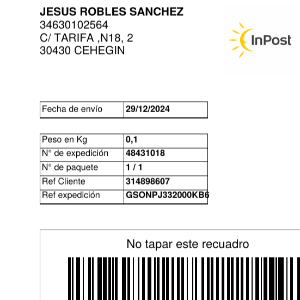 JESUS ROBLES SANCHEZ
34630102564
C/ TARIFA ,N18, 2
30430 CEHEGIN
InPost
Fecha de envío 29/12/2024
Peso en Kg 0,1
N° de expedición 48431018
N° de paquete 1 / 1
Ref Cliente 314898607
Ref expedición GSONPJ332000KB6
No tapar este recuadro